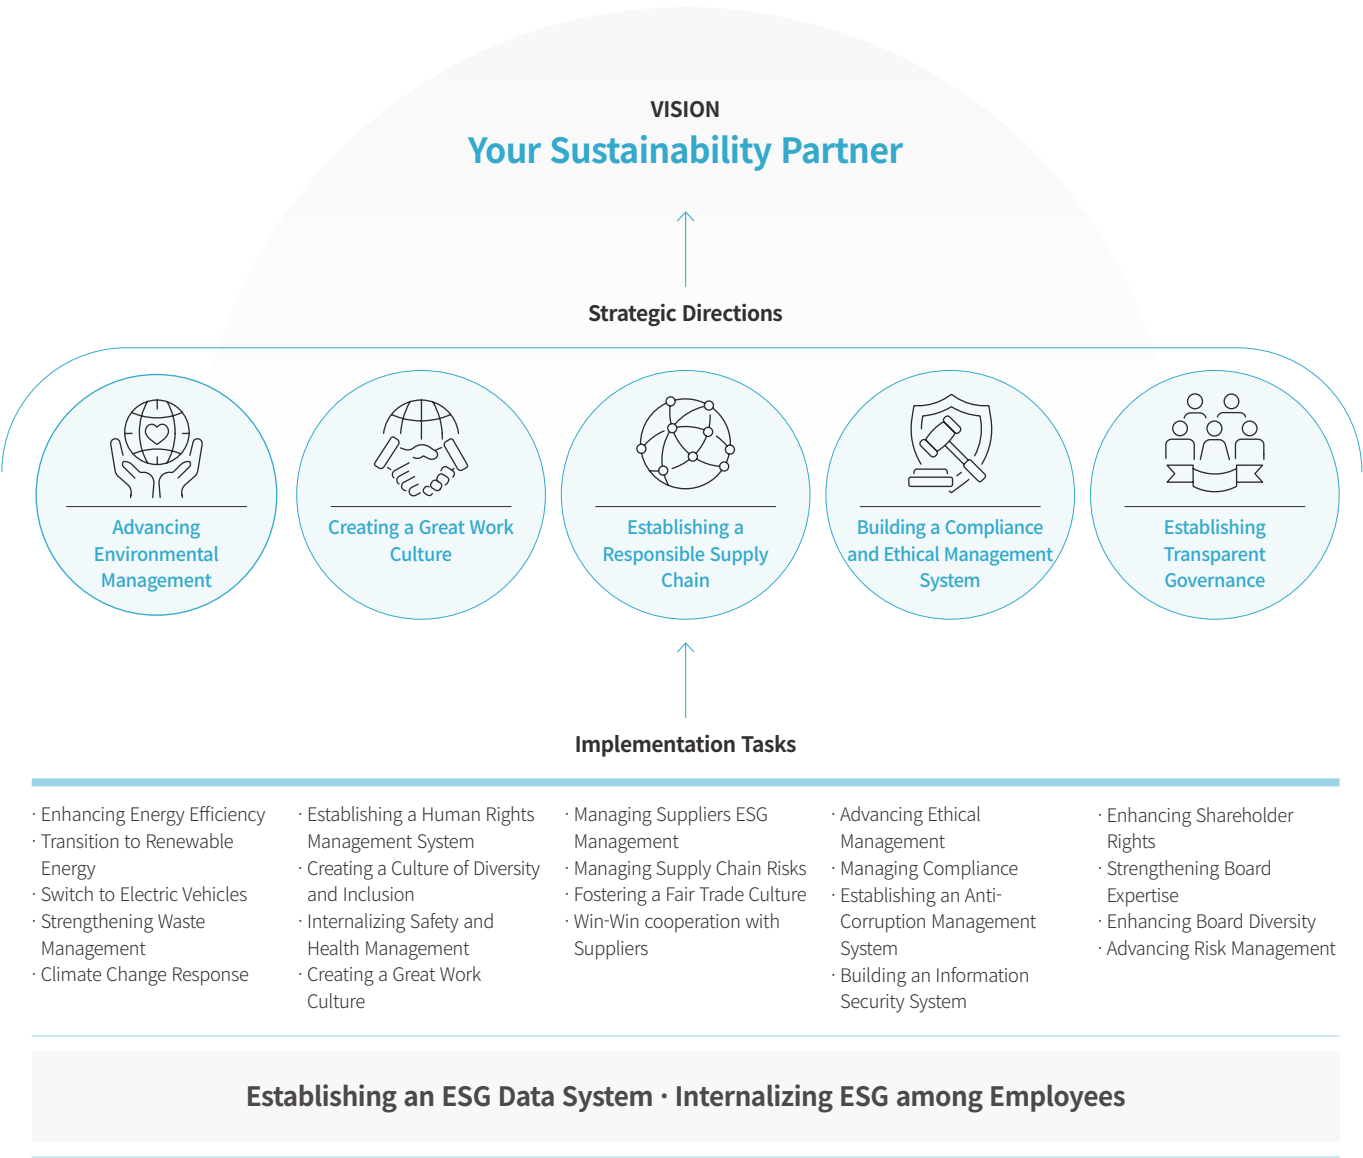 VISION
Your Sustainability Partner
Strategic Directions
Advancing
Environmental
Management
Creating a Great Work
Culture
Establishing a
Responsible Supply
Chain
Building a Compliance
and Ethical Management
System
Establishing
Transparent
Governance
Implementation Tasks
· Enhancing Energy Efficiency
· Transition to Renewable
Energy
· Switch to Electric Vehicles
· Strengthening Waste
Management
· Climate Change Response
· Establishing a Human Rights
Management System
· Creating a Culture of Diversity
and Inclusion
· Internalizing Safety and
Health Management
· Creating a Great Work
Culture
· Managing Suppliers ESG
Management
· Managing Supply Chain Risks
· Fostering a Fair Trade Culture
· Win-Win cooperation with
Suppliers
· Advancing Ethical
Management
· Managing Compliance
· Establishing an Anti-
Corruption Management
System
· Building an Information
Security System
· Enhancing Shareholder
Rights
· Strengthening Board
Expertise
· Enhancing Board Diversity
· Advancing Risk Management
Establishing an ESG Data System · Internalizing ESG among Employees